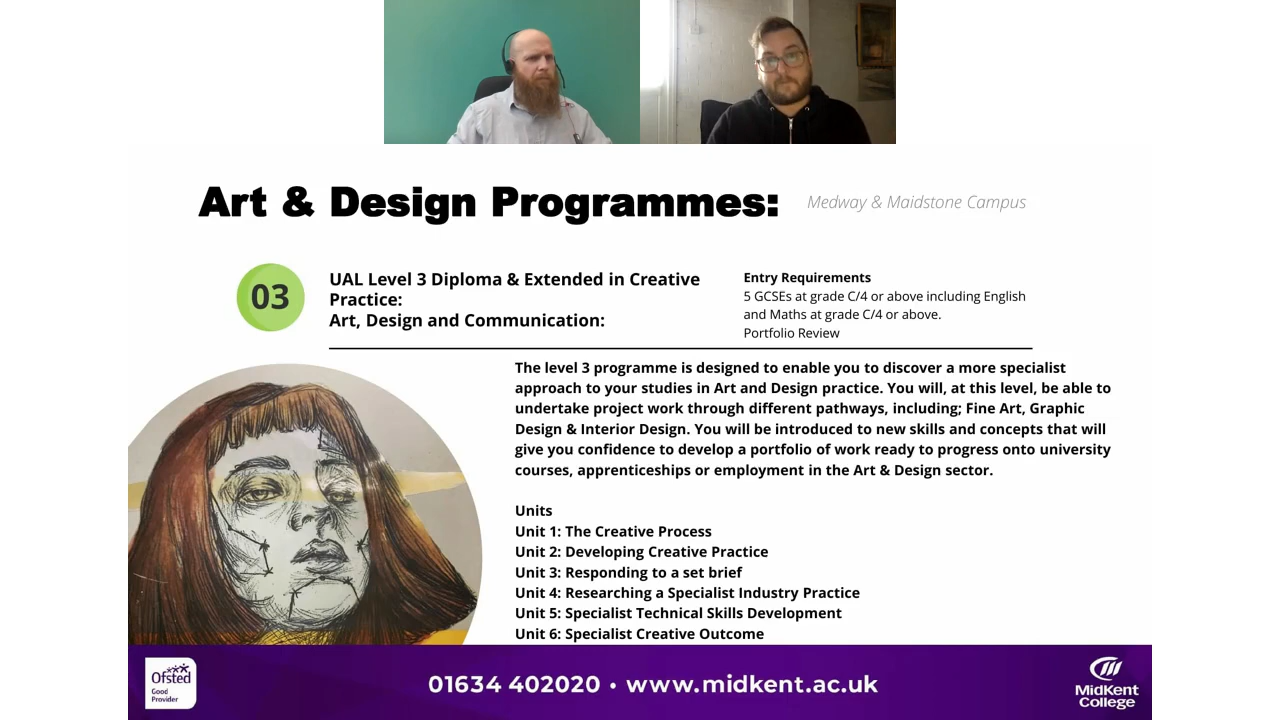 Art & Design Programmes:
Medway & Maidstone Campus
03
UAL Level 3 Diploma & Extended in Creative
Practice:
Art, Design and Communication:
Entry Requirements
5 GCSEs at grade C/4 or above including English
and Maths at grade C/4 or above.
Portfolio Review
The level 3 programme is designed to enable you to discover a more specialist
approach to your studies in Art and Design practice. You will, at this level, be able to
undertake project work through different pathways, including; Fine Art, Graphic
Design & Interior Design. You will be introduced to new skills and concepts that will
give you confidence to develop a portfolio of work ready to progress onto university
courses, apprenticeships or employment in the Art & Design sector.
Units
Unit 1: The Creative Process
Unit 2: Developing Creative Practice
Unit 3: Responding to a set brief
Unit 4: Researching a Specialist Industry Practice
Unit 5: Specialist Technical Skills Development
Unit 6: Specialist Creative Outcome
Ofsted
Good
Provider
01634 402020 • www.midkent.ac.uk
MidKent
College